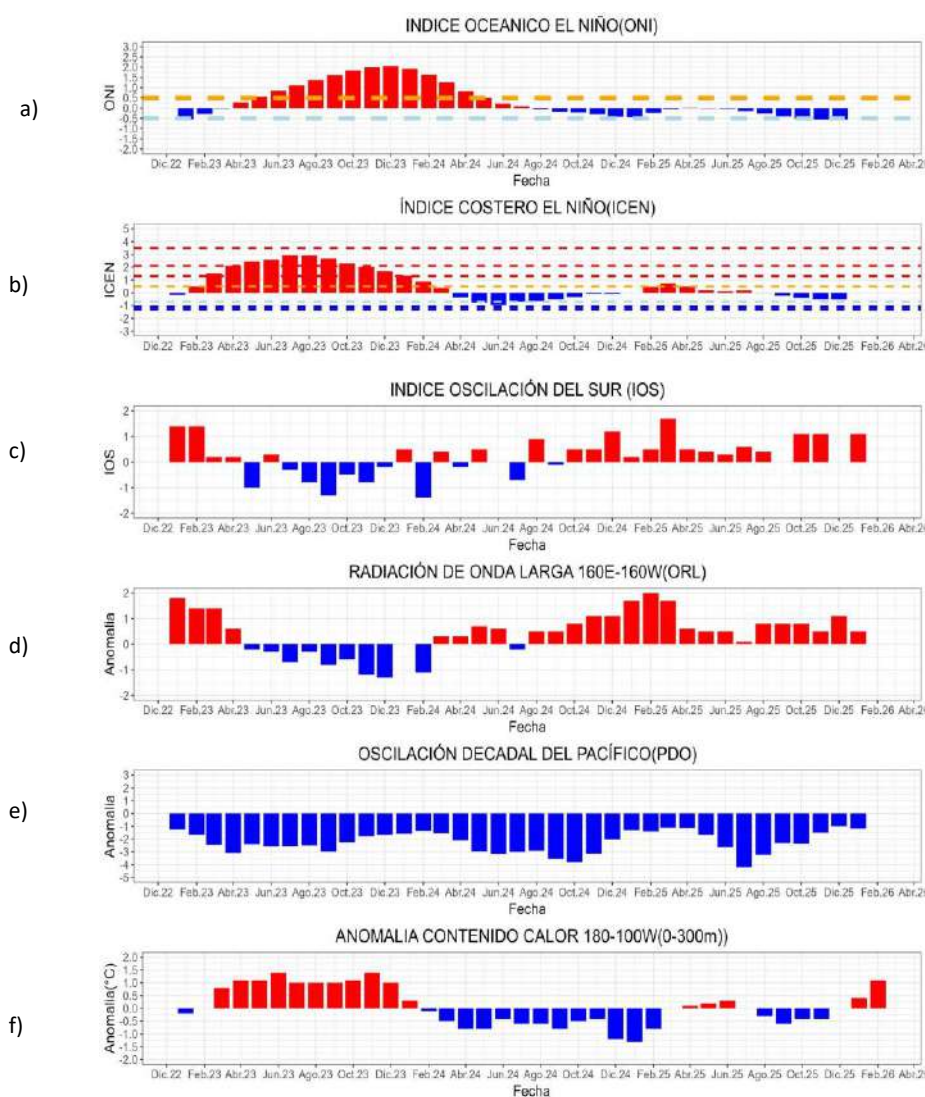 INDICE OCEANICO EL NIÑO(ONI)
a)
ONI
3.0
2.5
2.0
1.5
1.0
0.5
0.0
-0.5
-1.0
-1.5
-2.0
Dic.22 Feb.23 Abr.23 Jun.23 Ago.23 Oct.23 Dic.23 Feb.24 Abr.24 Jun.24 Ago.24 Oct.24 Dic.24 Feb.25 Abr.25 Jun.25 Ago.25 Oct.25 Dic.25 Feb.26 Abr.26
Fecha
ÍNDICE COSTERO EL NIÑO(ICEN)
b)
ICEN
5
4
3
2
1
0
-1
-2
-3
Dic.22 Feb.23 Abr.23 Jun.23 Ago.23 Oct.23 Dic.23 Feb.24 Abr.24 Jun.24 Ago.24 Oct.24 Dic.24 Feb.25 Abr.25 Jun.25 Ago.25 Oct.25 Dic.25 Feb.26 Abr.26
Fecha
INDICE OSCILACIÓN DEL SUR (IOS)
c)
IOS
2
1
0
-1
-2
Dic.22 Feb.23 Abr.23 Jun.23 Ago.23 Oct.23 Dic.23 Feb.24 Abr.24 Jun.24 Ago.24 Oct.24 Dic.24 Feb.25 Abr.25 Jun.25 Ago.25 Oct.25 Dic.25 Feb.26 Abr.26
Fecha
RADIACIÓN DE ONDA LARGA 160E-160W(ORL)
d)
Anomalia
2
1
0
-1
-2
Dic.22 Feb.23 Abr.23 Jun.23 Ago.23 Oct.23 Dic.23 Feb.24 Abr.24 Jun.24 Ago.24 Oct.24 Dic.24 Feb.25 Abr.25 Jun.25 Ago.25 Oct.25 Dic.25 Feb.26 Abr.26
Fecha
OSCILACIÓN DECADAL DEL PACÍFICO(PDO)
e)
Anomalia
3
2
1
0
-1
-2
-3
-4
-5
Dic.22 Feb.23 Abr.23 Jun.23 Ago.23 Oct.23 Dic.23 Feb.24 Abr.24 Jun.24 Ago.24 Oct.24 Dic.24 Feb.25 Abr.25 Jun.25 Ago.25 Oct.25 Dic.25 Feb.26 Abr.26
Fecha
ANOMALIA CONTENIDO CALOR 180-100W(0-300m))
f)
Anomalia(°C)
2.0
1.5
1.0
0.5
0.0
-0.5
-1.0
-1.5
-2.0
Dic.22 Feb.23 Abr.23 Jun.23 Ago.23 Oct.23 Dic.23 Feb.24 Abr.24 Jun.24 Ago.24 Oct.24 Dic.24 Feb.25 Abr.25 Jun.25 Ago.25 Oct.25 Dic.25 Feb.26 Abr.26
Fecha